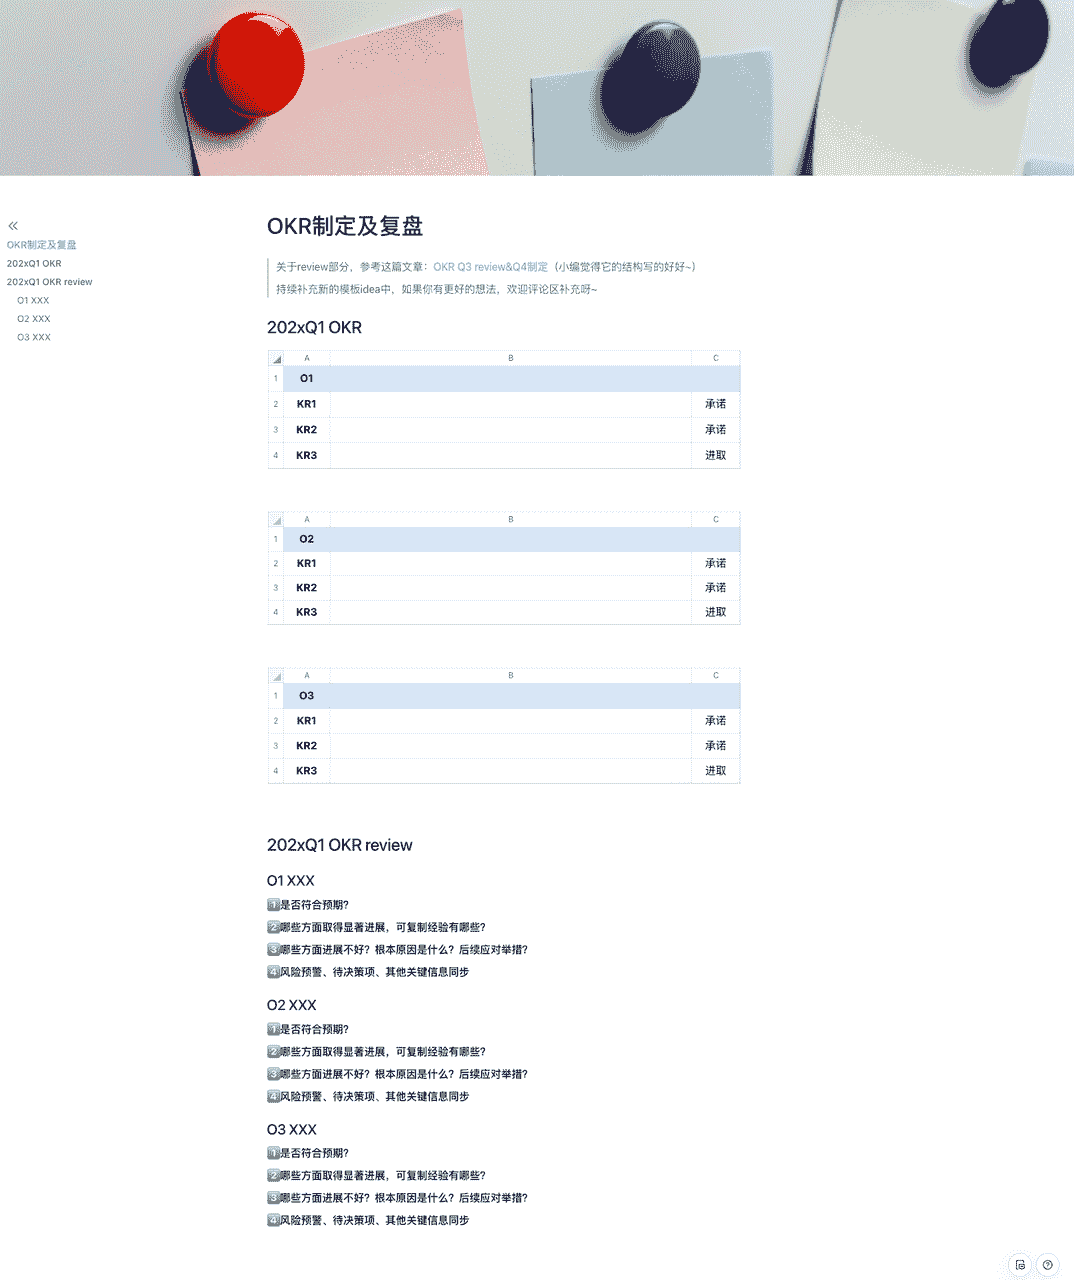 OKR制定及复盘
202xQ1 OKR
202xQ1 OKR review
O1 XXX
O2 XXX
O3 XXX
OKR制定及复盘
关于review部分，参考这篇文章：OKR Q3 review&Q4制定（小编觉得它的结构写的好好~）
持续补充新的模板idea中，如果你有更好的想法，欢迎评论区补充呀~
202xQ1 OKR
A B C
1 O1
2 KR1 承诺
3 KR2 承诺
4 KR3 进取
A B C
1 O2
2 KR1 承诺
3 KR2 承诺
4 KR3 进取
A B C
1 O3
2 KR1 承诺
3 KR2 承诺
4 KR3 进取
202xQ1 OKR review
O1 XXX
1️⃣是否符合预期？
2️⃣哪些方面取得显著进展，可复制经验有哪些？
3️⃣哪些方面进展不好？根本原因是什么？后续应对举措？
4️⃣风险预警、待决策项、其他关键信息同步
O2 XXX
1️⃣是否符合预期？
2️⃣哪些方面取得显著进展，可复制经验有哪些？
3️⃣哪些方面进展不好？根本原因是什么？后续应对举措？
4️⃣风险预警、待决策项、其他关键信息同步
O3 XXX
1️⃣是否符合预期？
2️⃣哪些方面取得显著进展，可复制经验有哪些？
3️⃣哪些方面进展不好？根本原因是什么？后续应对举措？
4️⃣风险预警、待决策项、其他关键信息同步